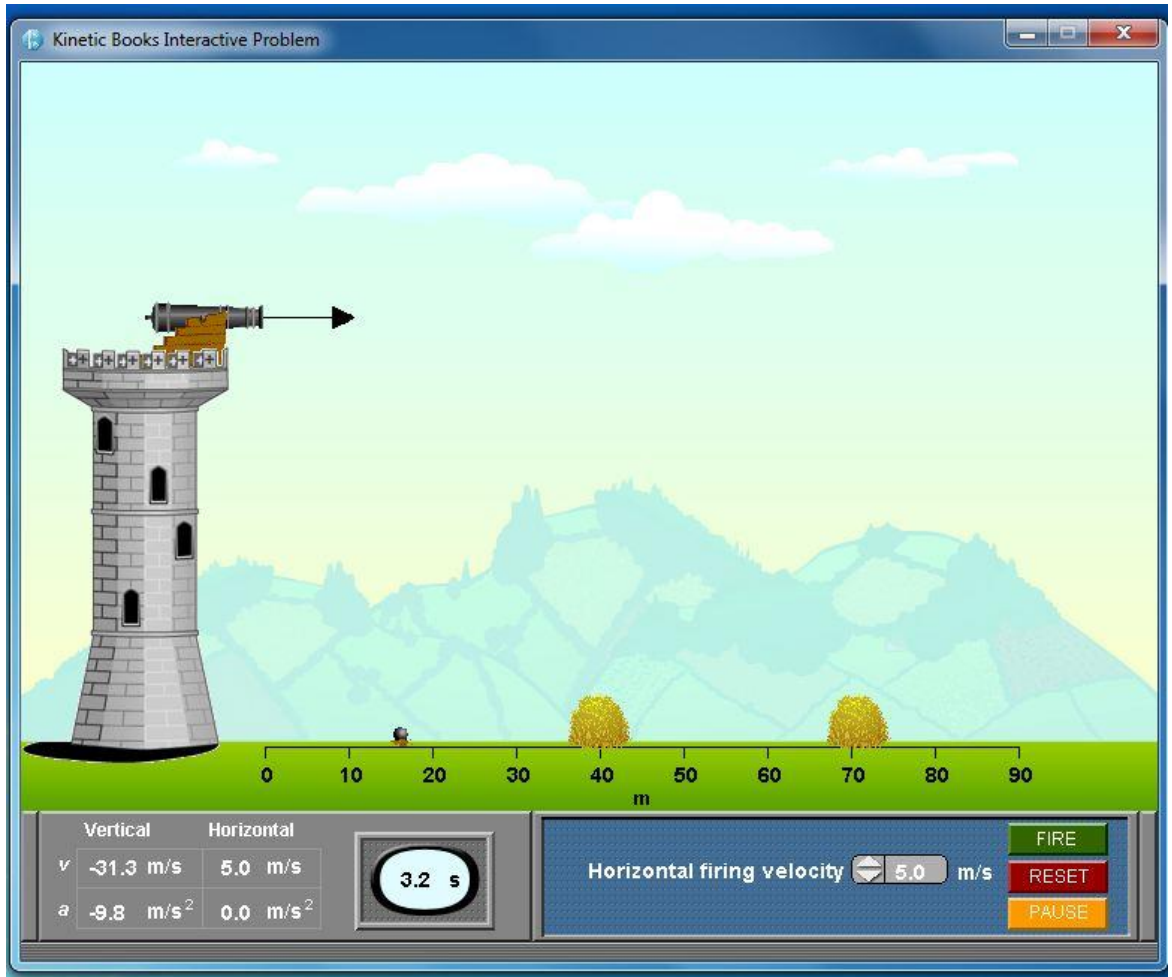 Kinetic Books Interactive Problem
0 10 20 30 40 50 60 70 80 90
m
Vertical Horizontal
v -31.3 m/s 5.0 m/s
a -9.8 m/s² 0.0 m/s²
3.2 s
Horizontal firing velocity 5.0 m/s
FIRE
RESET
PAUSE